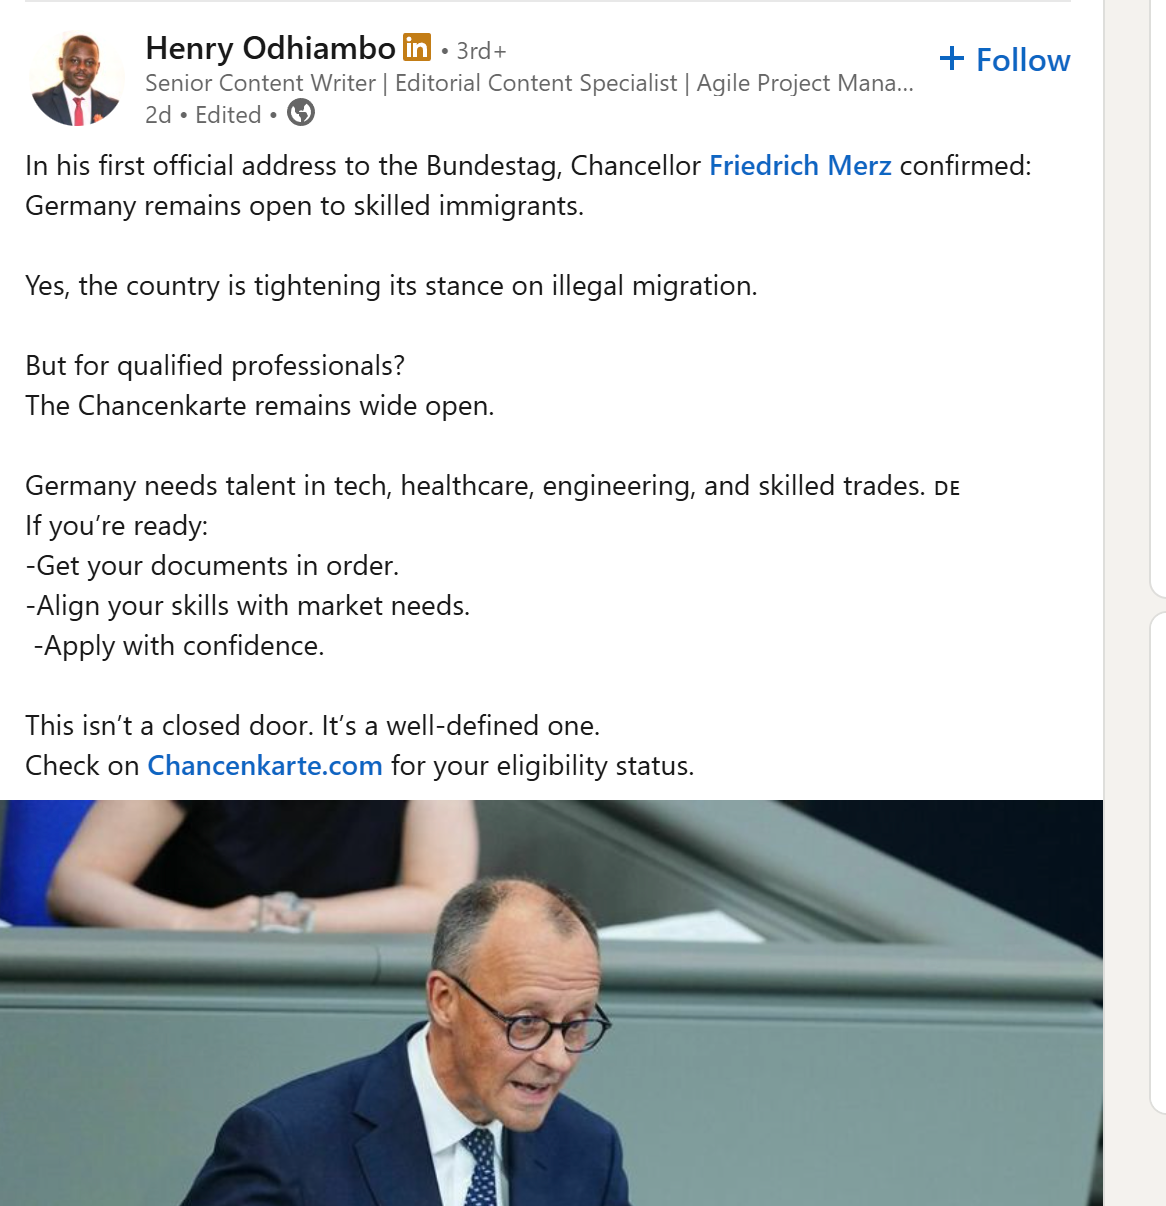 Henry Odhiambo in • 3rd+
+ Follow
Senior Content Writer | Editorial Content Specialist | Agile Project Mana...
2d • Edited •
In his first official address to the Bundestag, Chancellor Friedrich Merz confirmed:
Germany remains open to skilled immigrants.
Yes, the country is tightening its stance on illegal migration.
But for qualified professionals?
The Chancenkarte remains wide open.
Germany needs talent in tech, healthcare, engineering, and skilled trades. DE
If you’re ready:
-Get your documents in order.
-Align your skills with market needs.
-Apply with confidence.
This isn’t a closed door. It’s a well-defined one.
Check on Chancenkarte.com for your eligibility status.